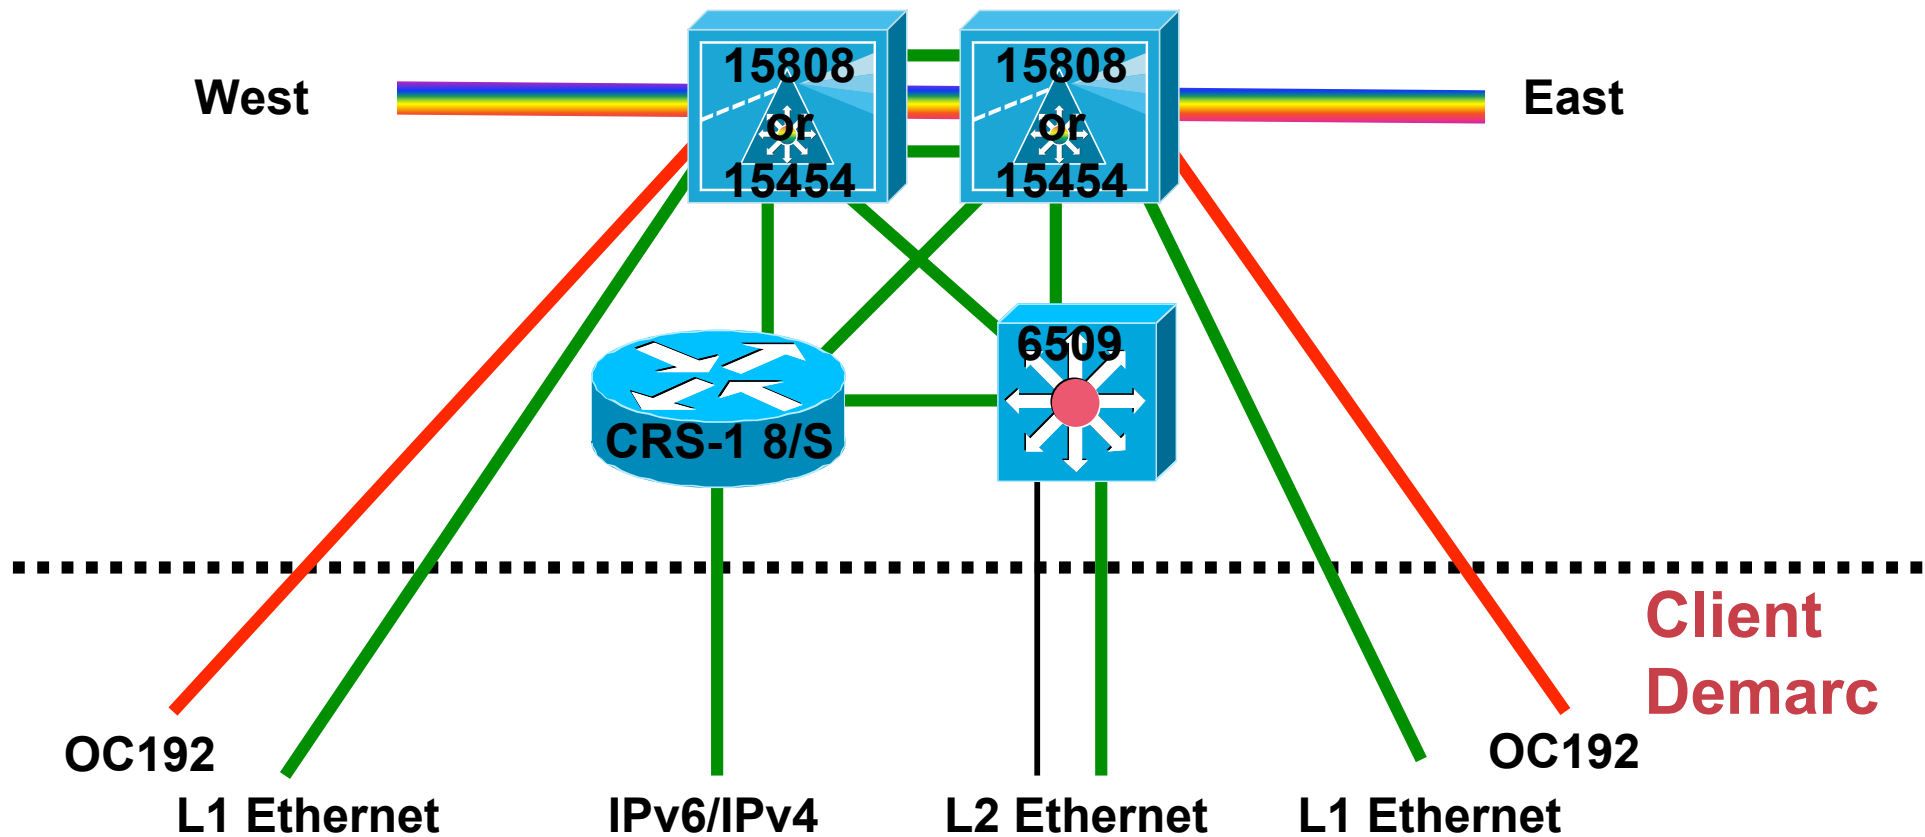 West
15808
or
15454
15808
or
15454
East
6509
CRS-1 8/S
Client
Demarc
OC192
OC192
L1 Ethernet
IPv6/IPv4
L2 Ethernet
L1 Ethernet